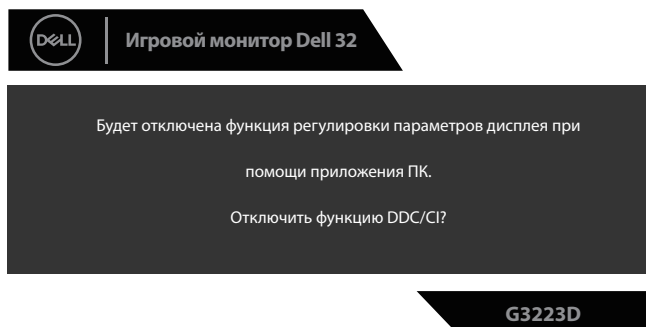 DELL
Игровой монитор Dell 32
Будет отключена функция регулировки параметров дисплея при
помощи приложения ПК.
Отключить функцию DDC/CI?
G3223D